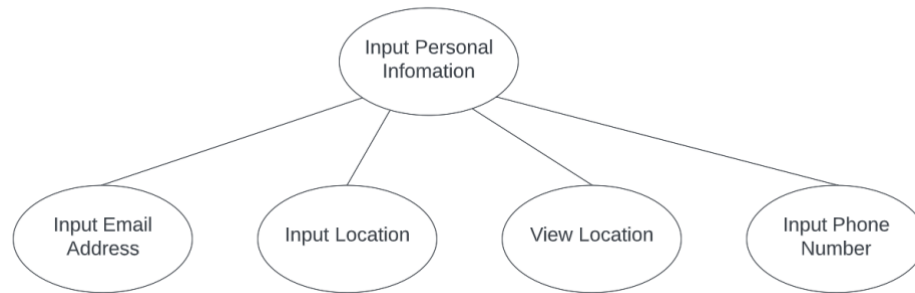 Input Personal
Infomation
Input Email
Address
Input Location
View Location
Input Phone
Number